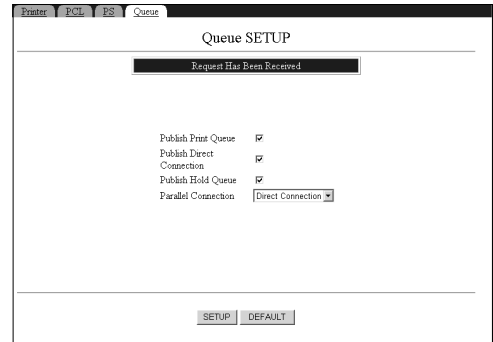 Printer PCL PS Queue
Queue SETUP
Request Has Been Received
Publish Print Queue
Publish Direct
Connection
Publish Hold Queue
Parallel Connection Direct Connection
SETUP DEFAULT